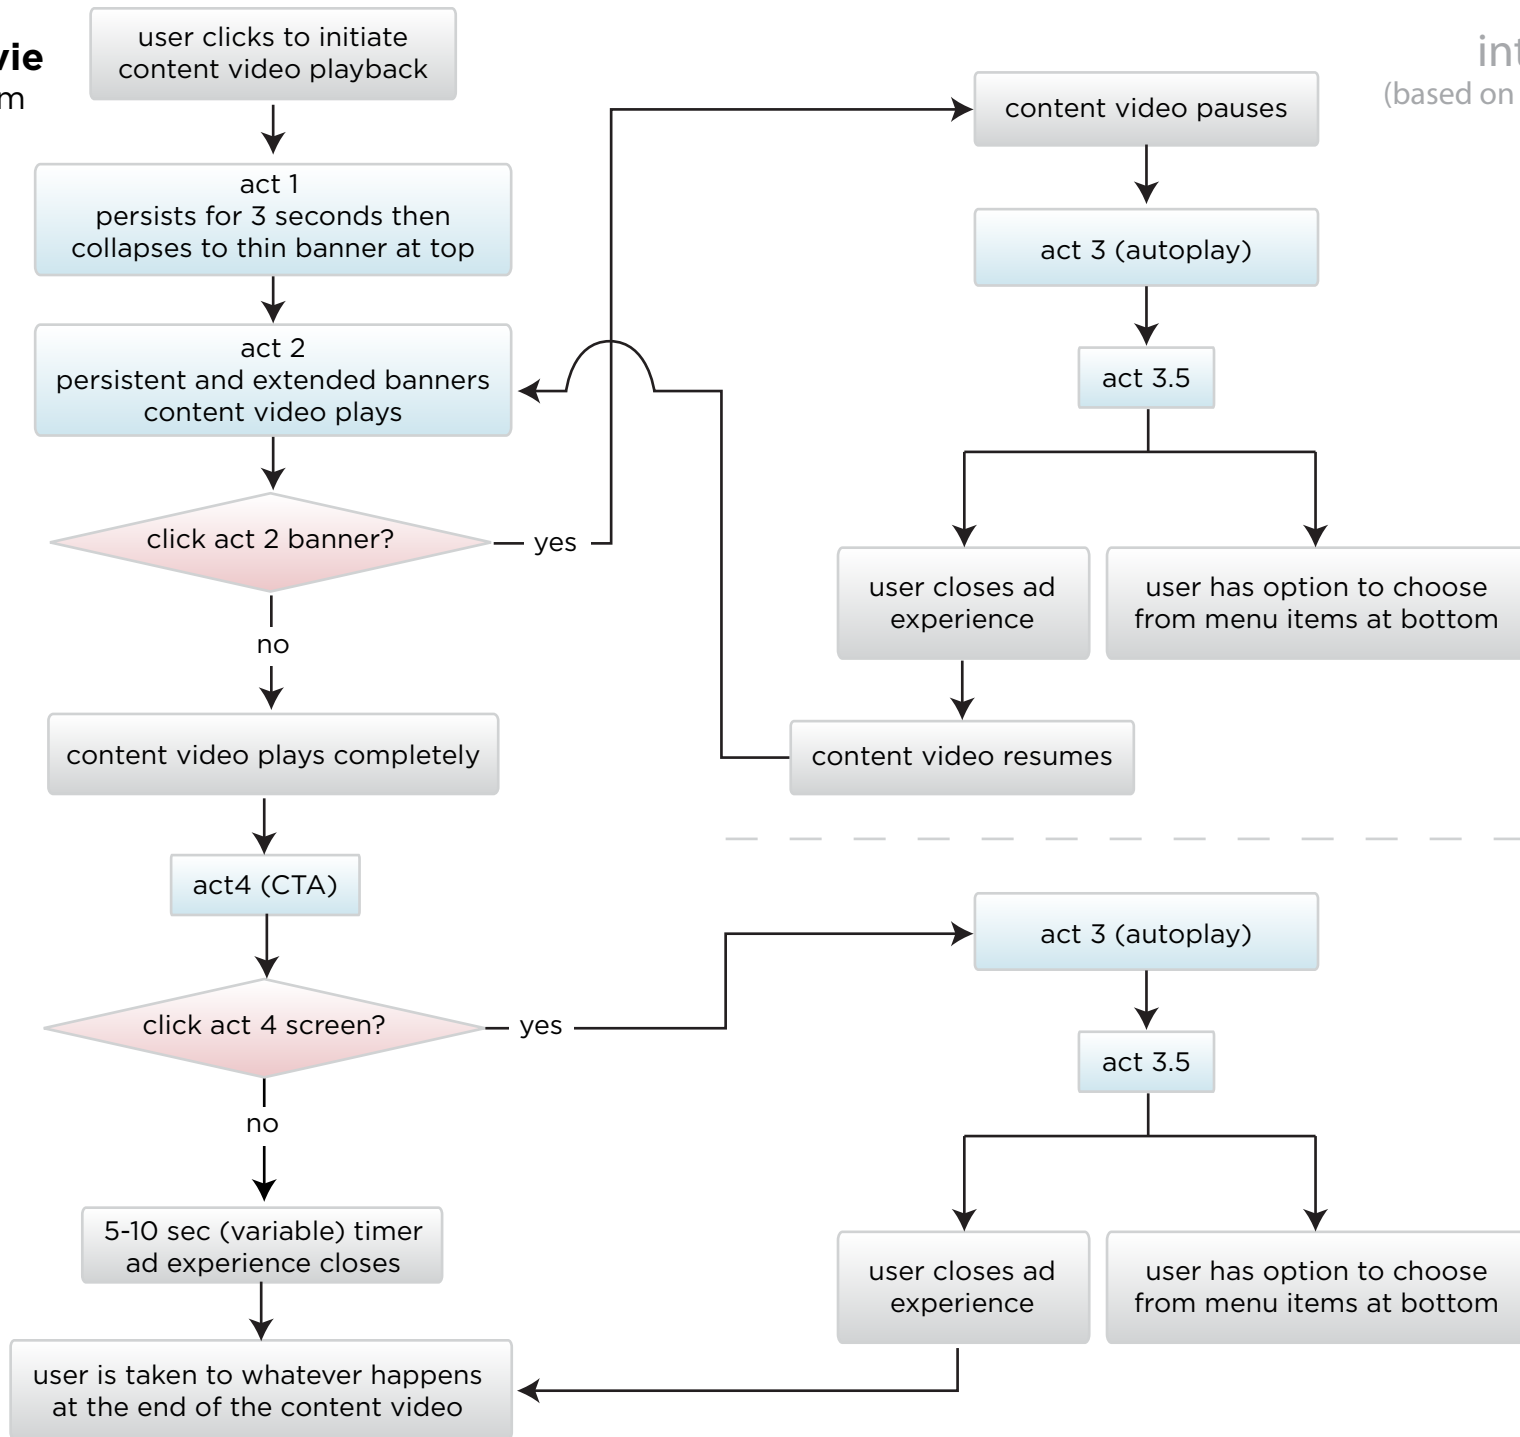 vie
m
user clicks to initiate
content video playback
act 1
persists for 3 seconds then
collapses to thin banner at top
act 2
persistent and extended banners
content video plays
click act 2 banner?
yes
no
content video plays completely
act4 (CTA)
click act 4 screen?
yes
no
5-10 sec (variable) timer
ad experience closes
user is taken to whatever happens
at the end of the content video
int
(based on
content video pauses
act 3 (autoplay)
act 3.5
user closes ad
experience
user has option to choose
from menu items at bottom
content video resumes
act 3 (autoplay)
act 3.5
user closes ad
experience
user has option to choose
from menu items at bottom